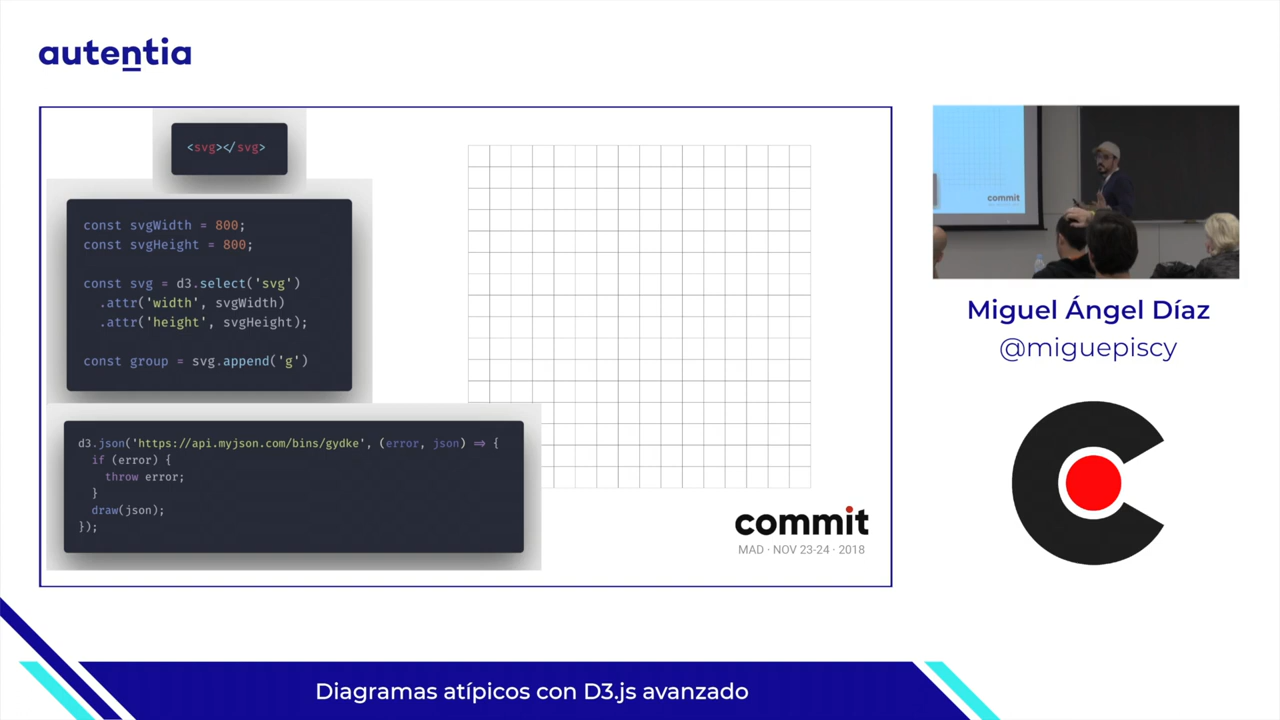 autentia
<svg></svg>
const svgWidth = 800;
const svgHeight = 800;
const svg = d3.select('svg')
.attr('width', svgWidth)
.attr('height', svgHeight);
const group = svg.append('g')
d3.json('https://api.myjson.com/bins/gydke', (error, json) => {
if (error) {
throw error;
}
draw(json);
});
commit
MAD · NOV 23-24 · 2018
commit
Miguel Ángel Díaz
@miguepiscy
Diagramas atípicos con D3.js avanzado